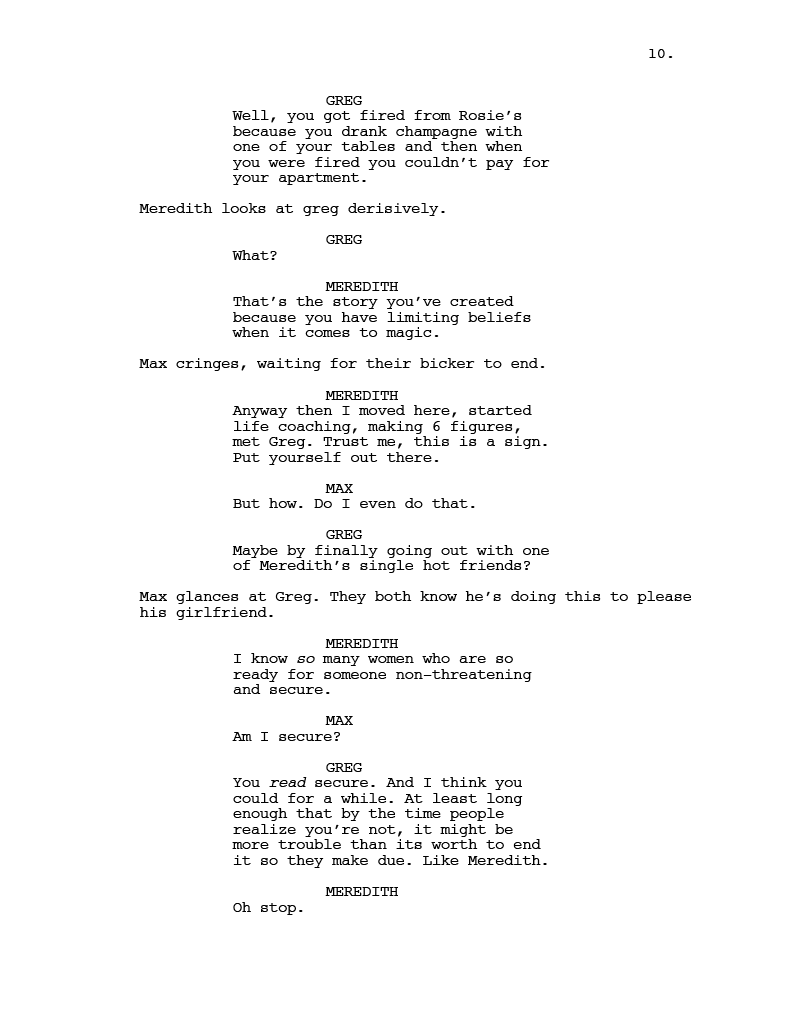 10.
GREG
Well, you got fired from Rosie's
because you drank champagne with
one of your tables and then when
you were fired you couldn't pay for
your apartment.
Meredith looks at greg derisively.
GREG
What?
MEREDITH
That's the story you've created
because you have limiting beliefs
when it comes to magic.
Max cringes, waiting for their bicker to end.
MEREDITH
Anyway then I moved here, started
life coaching, making 6 figures,
met Greg. Trust me, this is a sign.
Put yourself out there.
MAX
But how. Do I even do that.
GREG
Maybe by finally going out with one
of Meredith's single hot friends?
Max glances at Greg. They both know he's doing this to please
his girlfriend.
MEREDITH
I know so many women who are so
ready for someone non-threatening
and secure.
MAX
Am I secure?
GREG
You read secure. And I think you
could for a while. At least long
enough that by the time people
realize you're not, it might be
more trouble than its worth to end
it so they make due. Like Meredith.
MEREDITH
Oh stop.